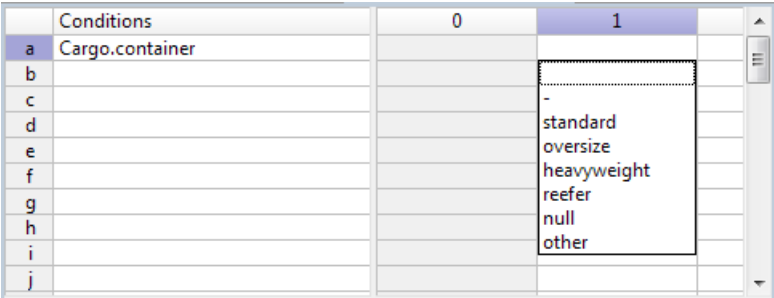 Conditions 0 1
a Cargo.container
b
c -
d standard
e oversize
f heavyweight
g reefer
h null
i other
j